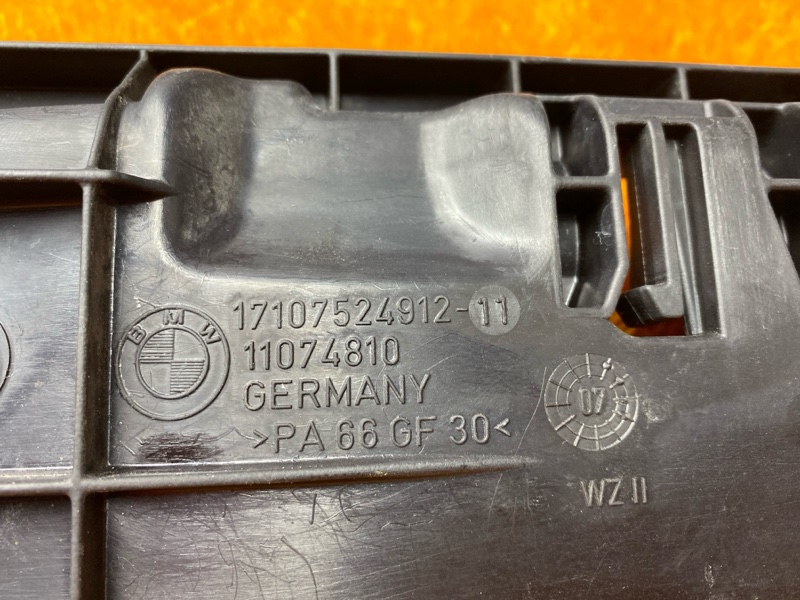 BMW
17107524912-11
11074810
GERMANY
>PA 66 GF 30<
07
WZ II